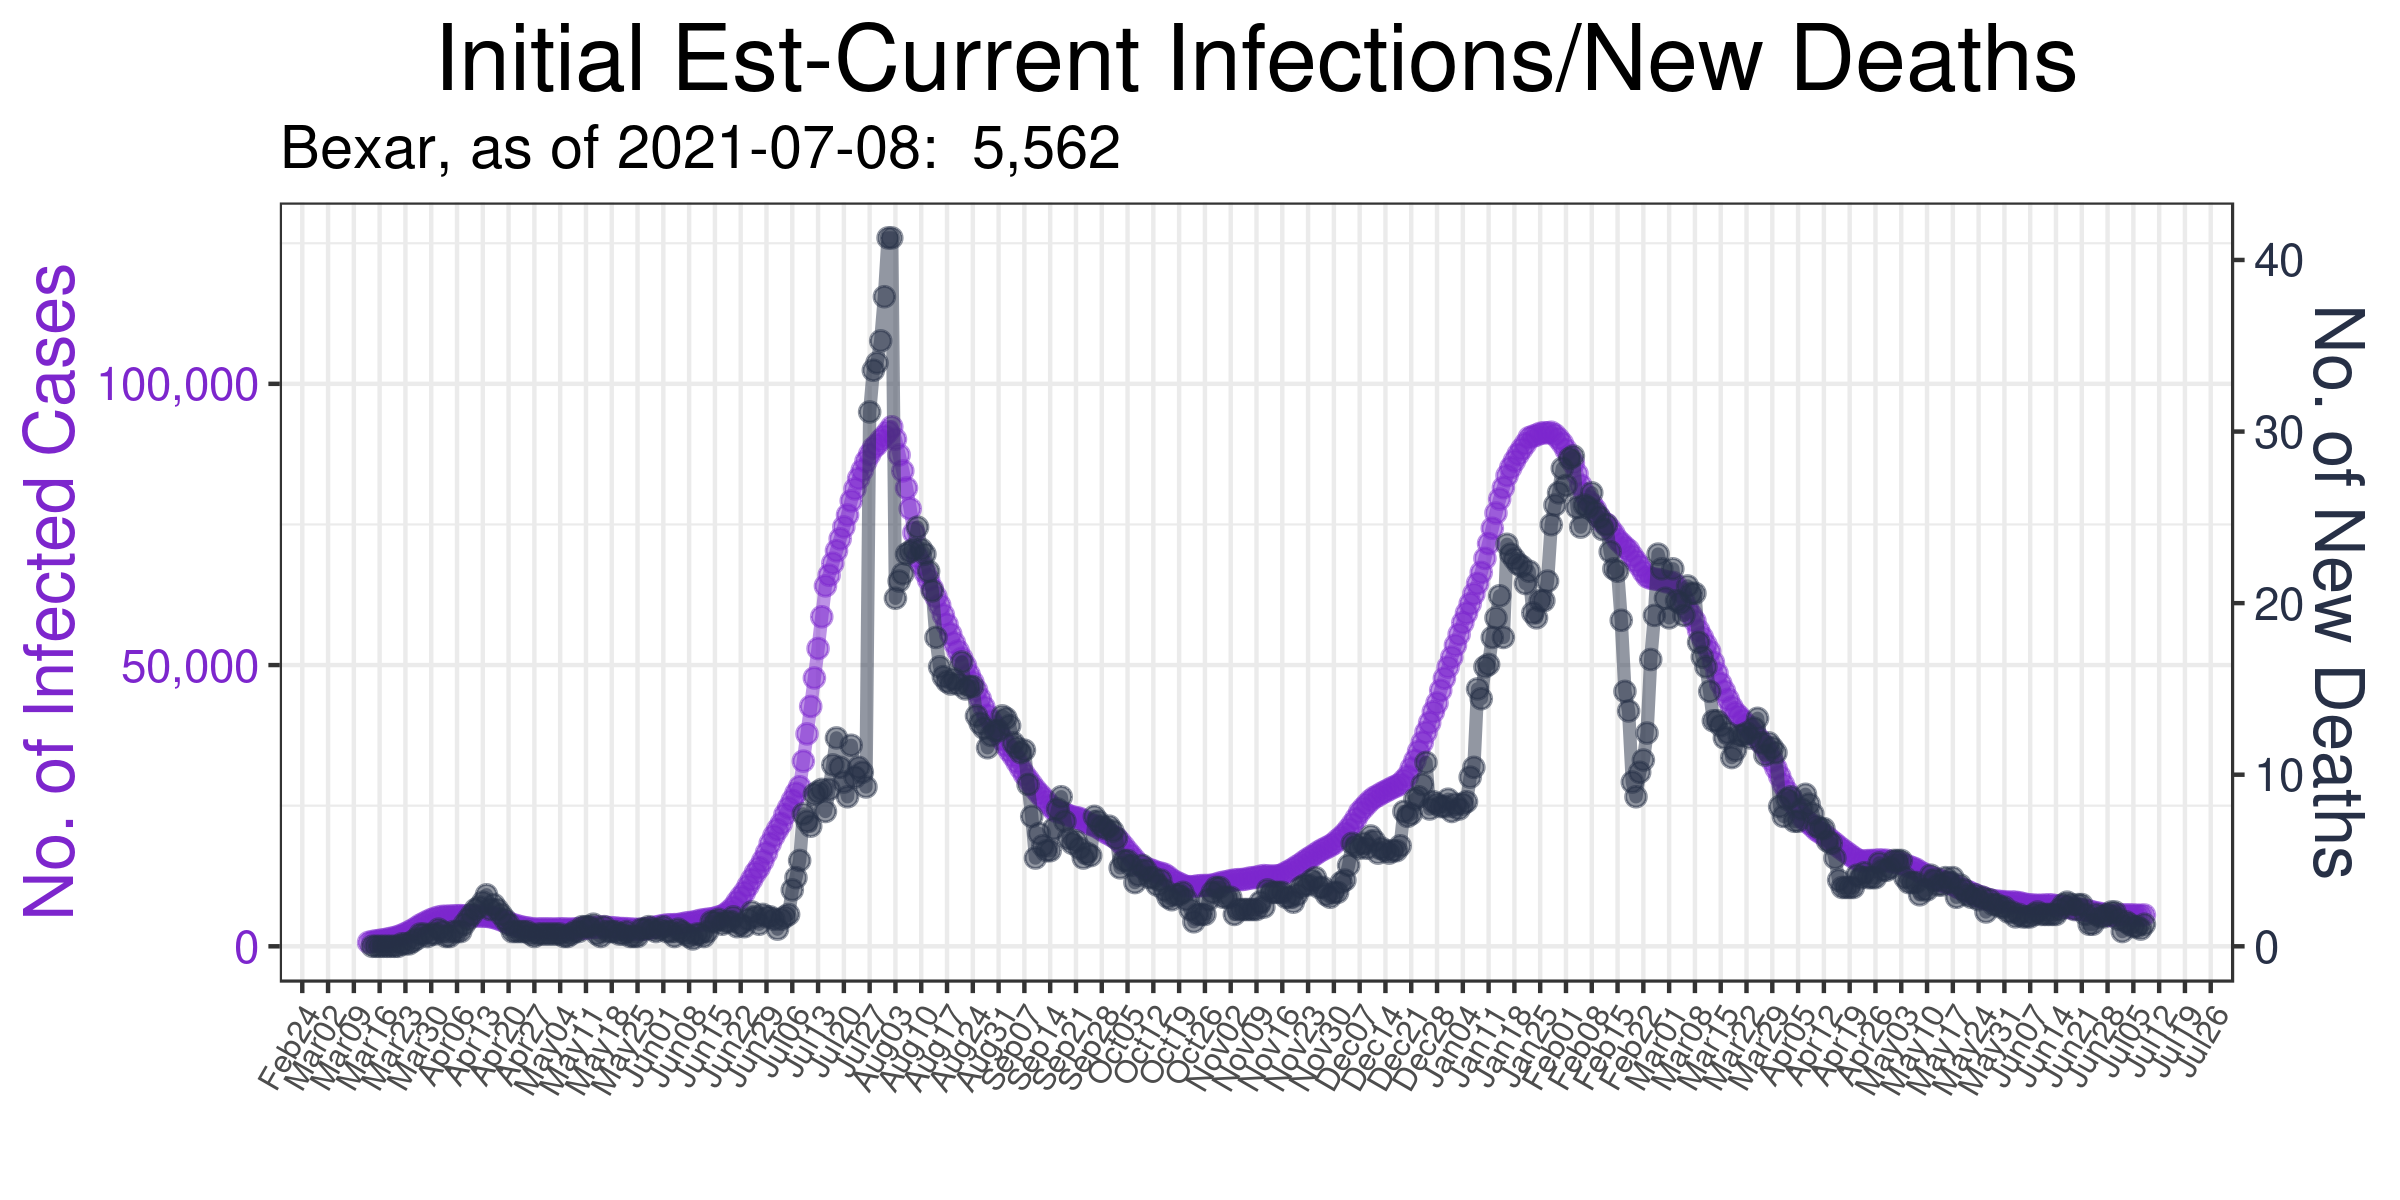 Initial Est-Current Infections/New Deaths
Bexar, as of 2021-07-08:  5,562
No. of Infected Cases
100,000
50,000
0
40
30
20
10
0
No. of New Deaths
Feb24
Mar02
Mar09
Mar16
Mar23
Mar30
Apr06
Apr13
Apr20
Apr27
May04
May11
May18
May25
Jun01
Jun08
Jun15
Jun22
Jun29
Jul06
Jul13
Jul20
Jul27
Aug03
Aug10
Aug17
Aug24
Aug31
Sep07
Sep14
Sep21
Sep28
Oct05
Oct12
Oct19
Oct26
Nov02
Nov09
Nov16
Nov23
Nov30
Dec07
Dec14
Dec21
Dec28
Jan04
Jan11
Jan18
Jan25
Feb01
Feb08
Feb15
Feb22
Mar01
Mar08
Mar15
Mar22
Mar29
Apr05
Apr12
Apr19
Apr26
May03
May10
May17
May24
May31
Jun07
Jun14
Jun21
Jun28
Jul05
Jul12
Jul19
Jul26